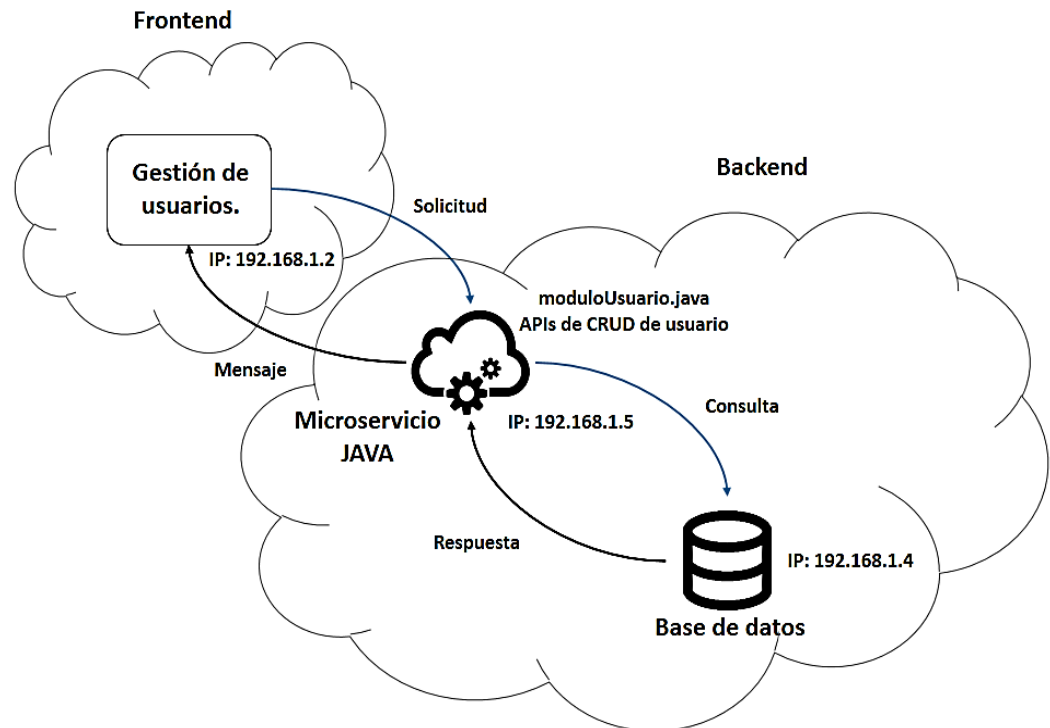 Frontend
Gestión de
usuarios.
IP: 192.168.1.2
Solicitud
Mensaje
Backend
moduloUsuario.java
APIs de CRUD de usuario
Microservicio
JAVA
IP: 192.168.1.5
Consulta
Respuesta
IP: 192.168.1.4
Base de datos